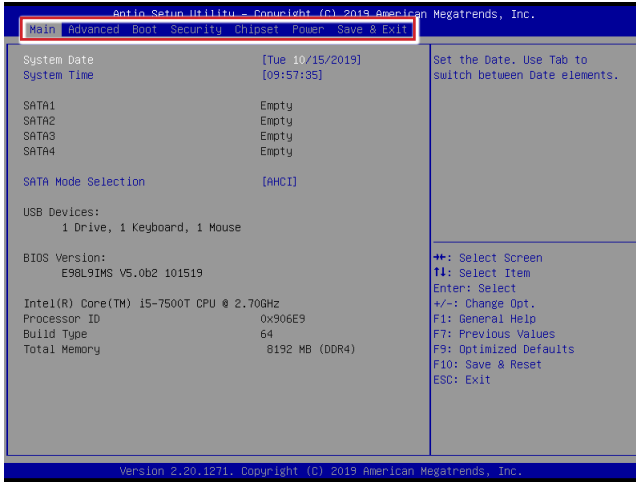 Aptio Setup Utility – Copyright (C) 2019 American Megatrends, Inc.
Main Advanced Boot Security Chipset Power Save & Exit
System Date [Tue 10/15/2019]
System Time [09:57:35]
SATA1 Empty
SATA2 Empty
SATA3 Empty
SATA4 Empty
SATA Mode Selection [AHCI]
USB Devices:
1 Drive, 1 Keyboard, 1 Mouse
BIOS Version:
E98L9IMS V5.0b2 101519
Intel(R) Core(TM) i5-7500T CPU @ 2.70GHz
Processor ID 0x906E9
Build Type 64
Total Memory 8192 MB (DDR4)
Set the Date. Use Tab to
switch between Date elements.
→←: Select Screen
↑↓: Select Item
Enter: Select
+/-: Change Opt.
F1: General Help
F7: Previous Values
F9: Optimized Defaults
F10: Save & Reset
ESC: Exit
Version 2.20.1271. Copyright (C) 2019 American Megatrends, Inc.